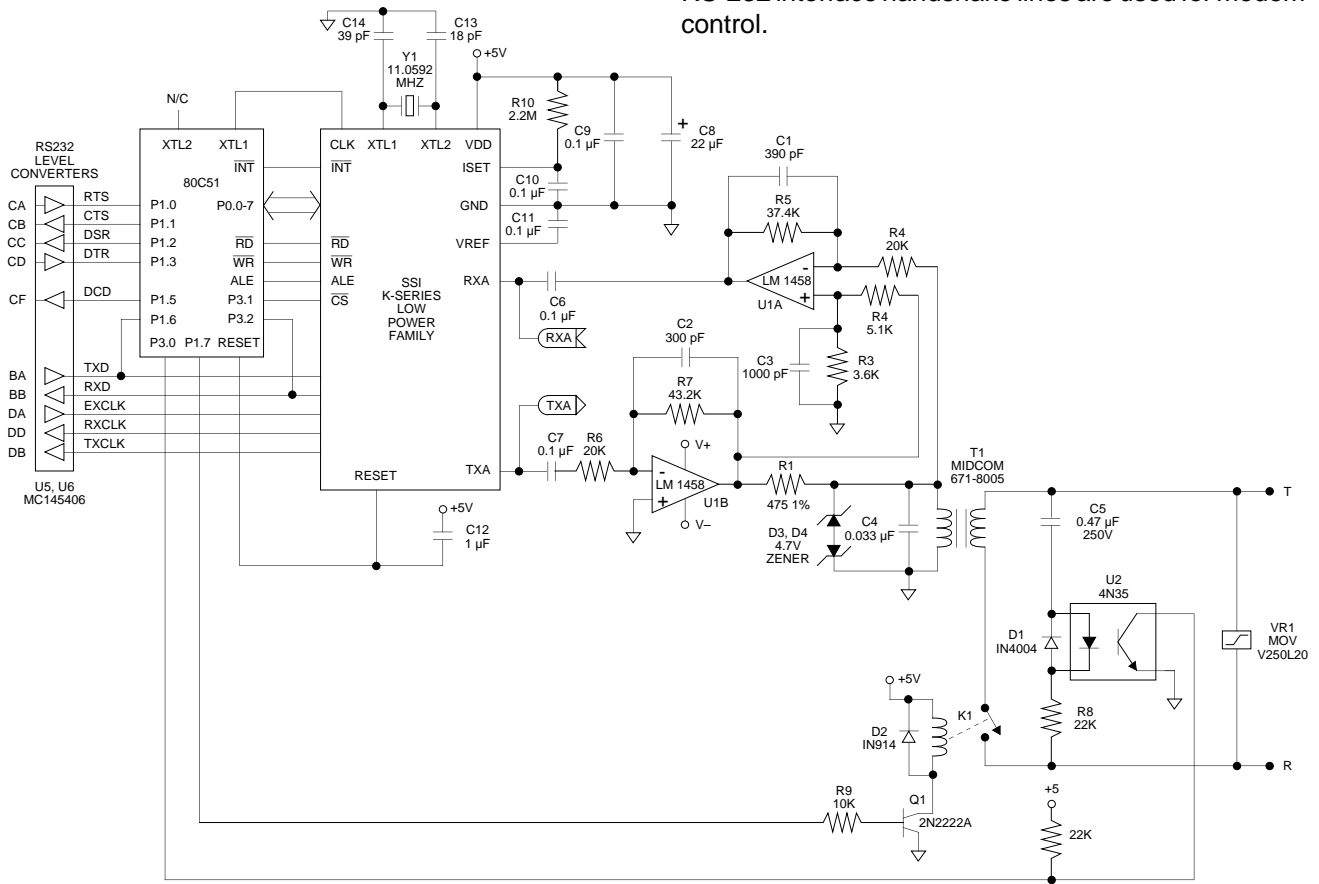 RS-232 interface handshake lines are used for modem
control.
C14
39 pF
C13
18 pF
Y1
11.0592
MHZ
+5V
N/C
R10
2.2M
C9
0.1 µF
+
C8
22 µF
C1
390 pF
RS232
LEVEL
CONVERTERS
XTL2 XTL1
INT
80C51
P1.0
P1.1
P1.2
P1.3
P1.5
P1.6
P0.0-7
RD
WR
ALE
P3.1
P3.2
P3.0 P1.7 RESET
CLK XTL1 XTL2 VDD
INT
ISET
GND
VREF
RD
WR
ALE
CS
RXA
SSI
K-SERIES
LOW
POWER
FAMILY
TXA
RESET
C10
0.1 µF
C11
0.1 µF
CA RTS
CB CTS
CC DSR
CD DTR
CF DCD
BA TXD
BB RXD
DA EXCLK
DD RXCLK
DB TXCLK
U5, U6
MC145406
R5
37.4K
R4
20K
-
LM 1458
+
U1A
R4
5.1K
C6
0.1 µF
RXA
C2
300 pF
C3
1000 pF
R3
3.6K
R7
43.2K
TXA
C7
0.1 µF
R6
20K
V+
-
LM 1458
+
U1B
V–
R1
475 1%
T1
MIDCOM
671-8005
T
+5V
C12
1 µF
D3, D4
4.7V
ZENER
C4
0.033 µF
C5
0.47 µF
250V
U2
4N35
D1
IN4004
VR1
MOV
V250L20
+5V
D2
IN914
K1
R8
22K
R
R9
10K
Q1
2N2222A
+5
22K